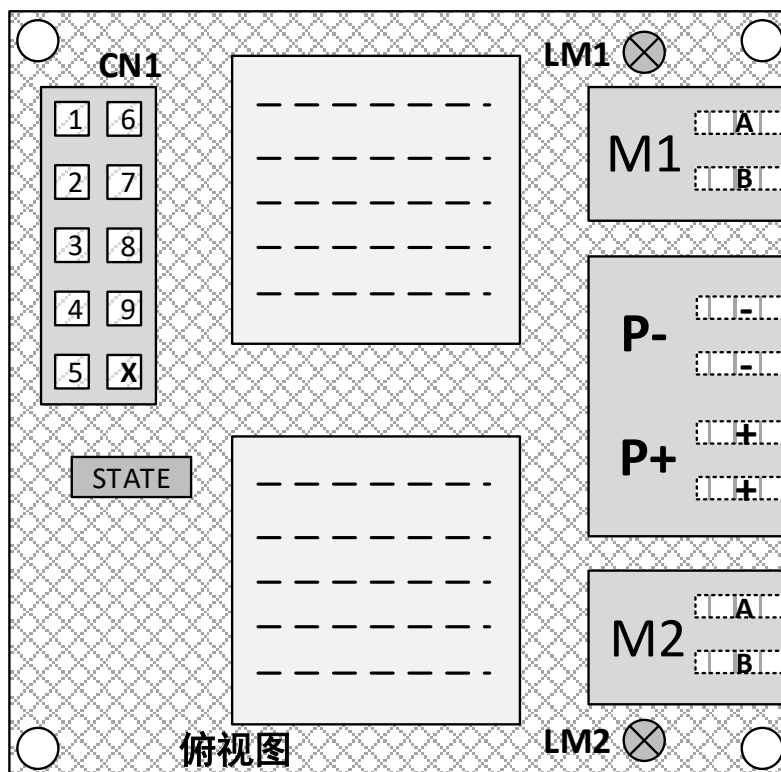 LM1
CN1
1 6
2 7
3 8
4 9
5 X
STATE
M1
A
B
P-
-
-
P+
+
+
M2
A
B
LM2
俯视图